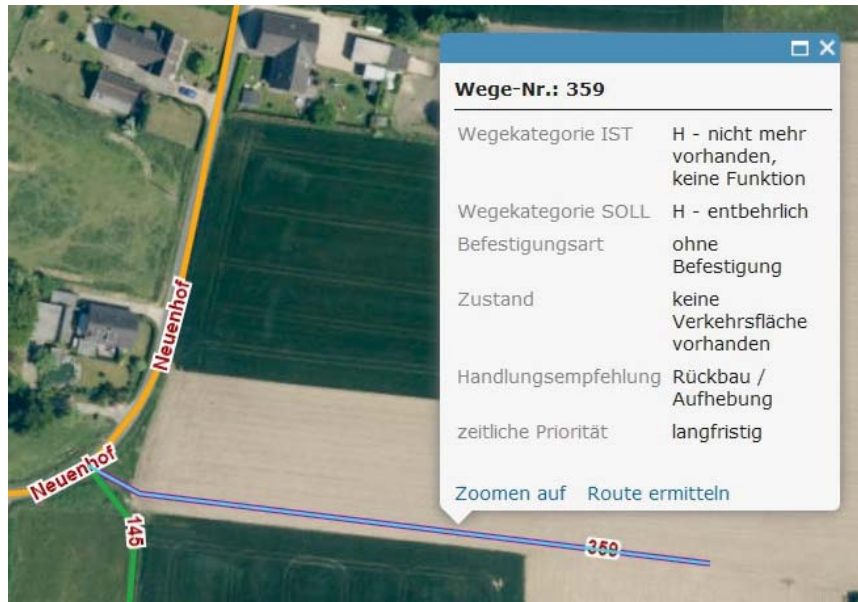 Wege-Nr.: 359
Wegekategorie IST H - nicht mehr
vorhanden,
keine Funktion
Wegekategorie SOLL H - entbehrlich
Befestigungsart ohne
Befestigung
Zustand keine
Verkehrsfläche
vorhanden
Handlungsempfehlung Rückbau /
Aufhebung
zeitliche Priorität langfristig
Zoomen auf Route ermitteln
Neuenhof
Neuenhof
145
359